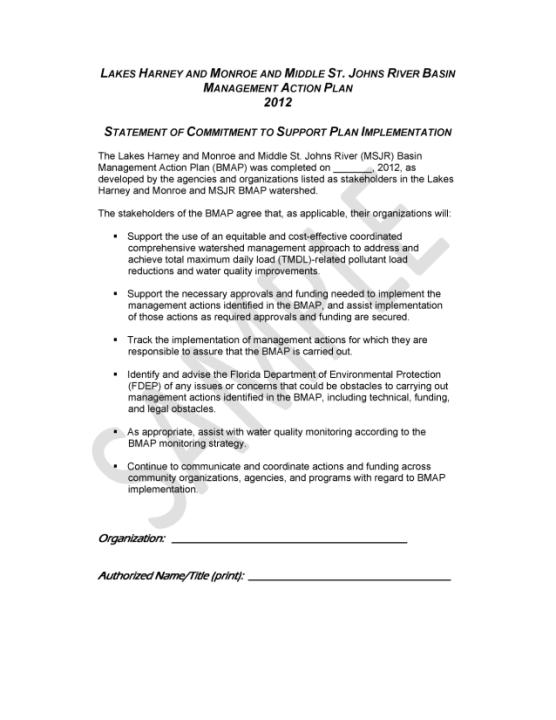 LAKES HARNEY AND MONROE AND MIDDLE ST. JOHNS RIVER BASIN
MANAGEMENT ACTION PLAN
2012
STATEMENT OF COMMITMENT TO SUPPORT PLAN IMPLEMENTATION
The Lakes Harney and Monroe and Middle St. Johns River (MSJR) Basin
Management Action Plan (BMAP) was completed on _______, 2012, as
developed by the agencies and organizations listed as stakeholders in the Lakes
Harney and Monroe and MSJR BMAP watershed.
The stakeholders of the BMAP agree that, as applicable, their organizations will:
▪ Support the use of an equitable and cost-effective coordinated
comprehensive watershed management approach to address and
achieve total maximum daily load (TMDL)-related pollutant load
reductions and water quality improvements.
▪ Support the necessary approvals and funding needed to implement the
management actions identified in the BMAP, and assist implementation
of those actions as required approvals and funding are secured.
▪ Track the implementation of management actions for which they are
responsible to assure that the BMAP is carried out.
▪ Identify and advise the Florida Department of Environmental Protection
(FDEP) of any issues or concerns that could be obstacles to carrying out
management actions identified in the BMAP, including technical, funding,
and legal obstacles.
▪ As appropriate, assist with water quality monitoring according to the
BMAP monitoring strategy.
▪ Continue to communicate and coordinate actions and funding across
community organizations, agencies, and programs with regard to BMAP
implementation.
Organization: ____________________
Authorized Name/Title (print): ____________________
SAMPLE